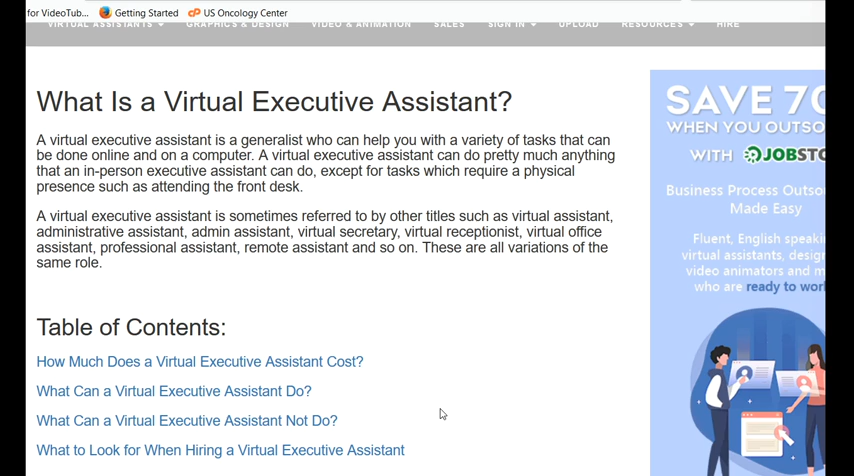 for VideoTub... Getting Started US Oncology Center
VIRTUAL ASSISTANTS GRAPHICS & DESIGN VIDEO & ANIMATION SALES SIGN IN UPLOAD RESOURCES HIRE
What Is a Virtual Executive Assistant?
A virtual executive assistant is a generalist who can help you with a variety of tasks that can
be done online and on a computer. A virtual executive assistant can do pretty much anything
that an in-person executive assistant can do, except for tasks which require a physical
presence such as attending the front desk.
A virtual executive assistant is sometimes referred to by other titles such as virtual assistant,
administrative assistant, admin assistant, virtual secretary, virtual receptionist, virtual office
assistant, professional assistant, remote assistant and so on. These are all variations of the
same role.
Table of Contents:
How Much Does a Virtual Executive Assistant Cost?
What Can a Virtual Executive Assistant Do?
What Can a Virtual Executive Assistant Not Do?
What to Look for When Hiring a Virtual Executive Assistant
SAVE 70
WHEN YOU OUTSO
WITH JOBSTO
Business Process Outsou
Made Easy
Fluent, English speakin
virtual assistants, design
video animators and m
who are ready to work